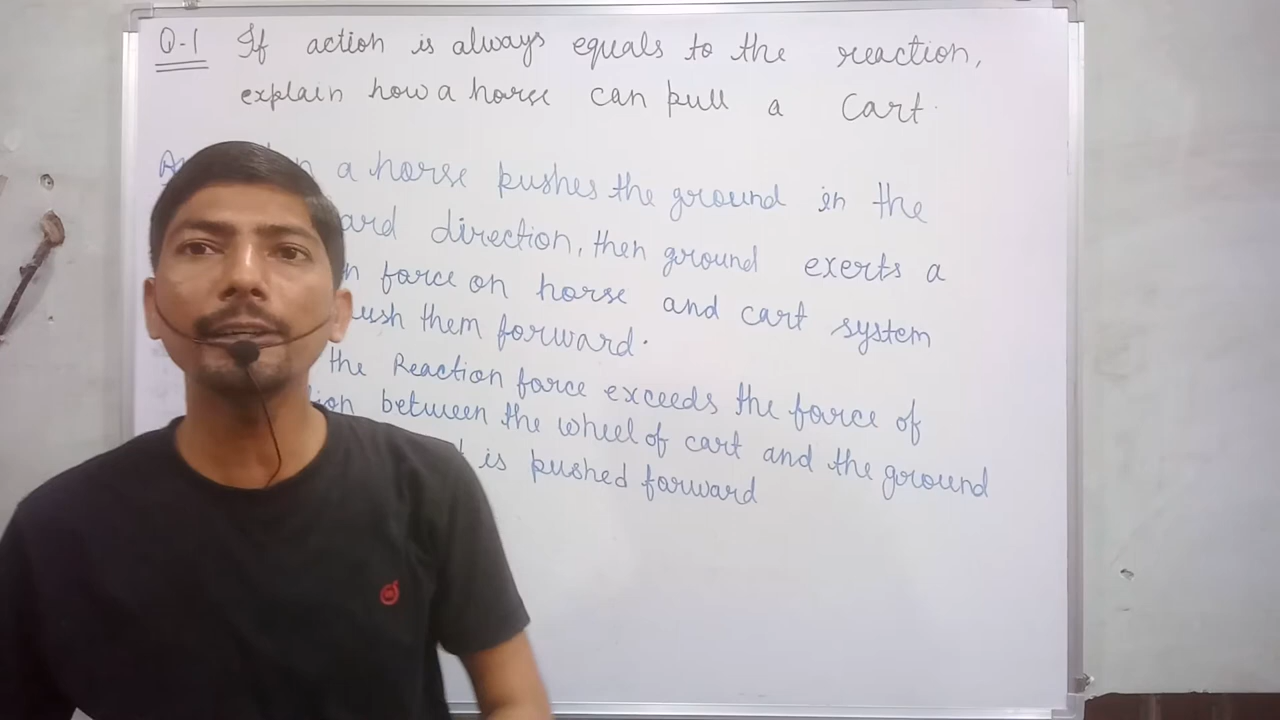 Q-1 If action is always equals to the reaction,
explain how a horse can pull a cart.
a horse pushes the ground in the
direction, then ground exerts a
force on horse and cart system
them forward.
the Reaction force exceeds the force of
between the wheel of cart and the ground
is pushed forward